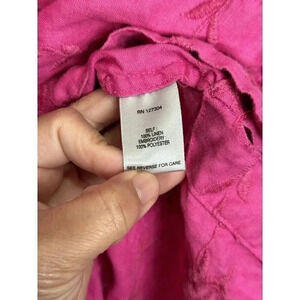 RN 127304
SELF:
100% LINEN
EMBROIDERY:
100% POLYESTER
SEE REVERSE FOR CARE